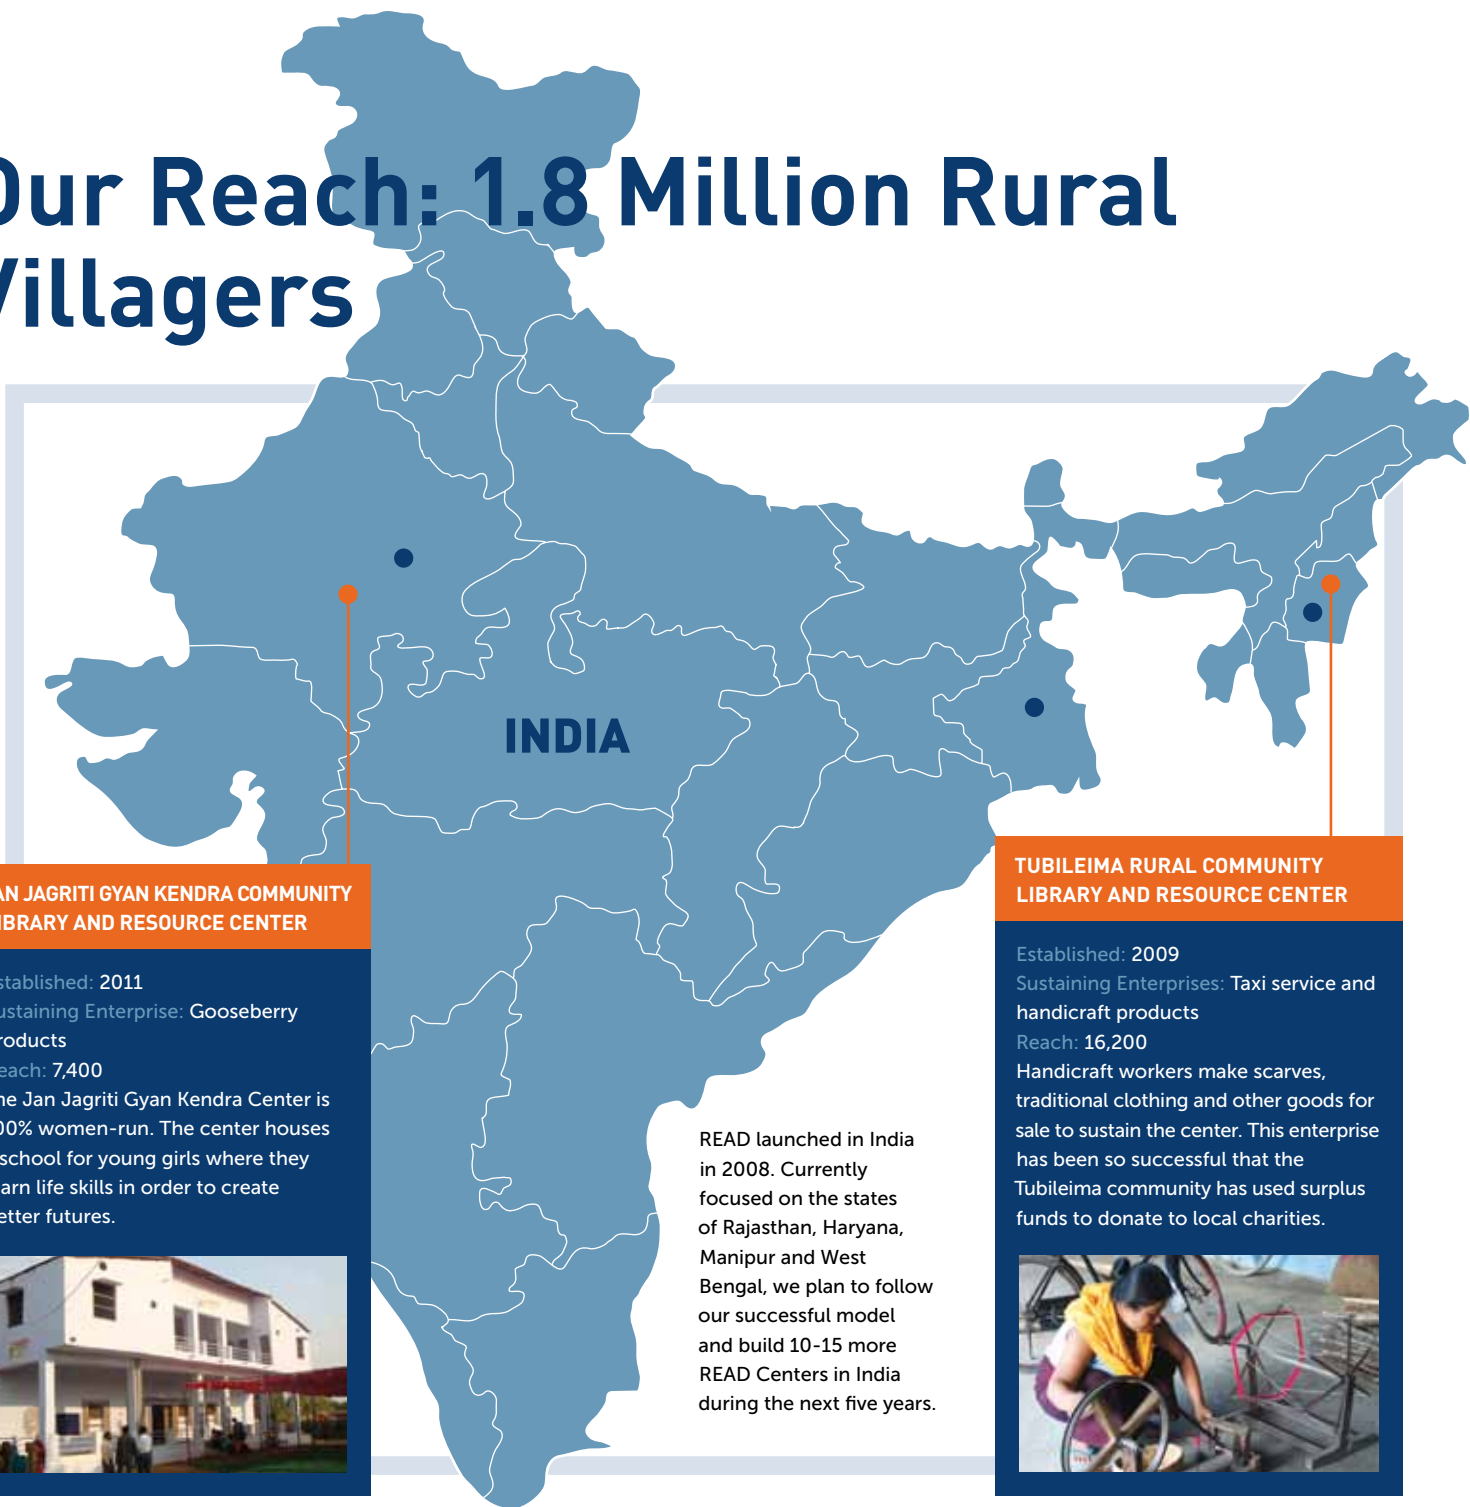 Our Reach: 1.8 Million Rural
Villagers
INDIA
AN JAGRITI GYAN KENDRA COMMUNITY
IBRARY AND RESOURCE CENTER
stablished: 2011
ustaining Enterprise: Gooseberry
roducts
each: 7,400
he Jan Jagriti Gyan Kendra Center is
00% women-run. The center houses
school for young girls where they
arn life skills in order to create
etter futures.
READ launched in India
in 2008. Currently
focused on the states
of Rajasthan, Haryana,
Manipur and West
Bengal, we plan to follow
our successful model
and build 10-15 more
READ Centers in India
during the next five years.
TUBILEIMA RURAL COMMUNITY
LIBRARY AND RESOURCE CENTER
Established: 2009
Sustaining Enterprises: Taxi service and
handicraft products
Reach: 16,200
Handicraft workers make scarves,
traditional clothing and other goods for
sale to sustain the center. This enterprise
has been so successful that the
Tubileima community has used surplus
funds to donate to local charities.